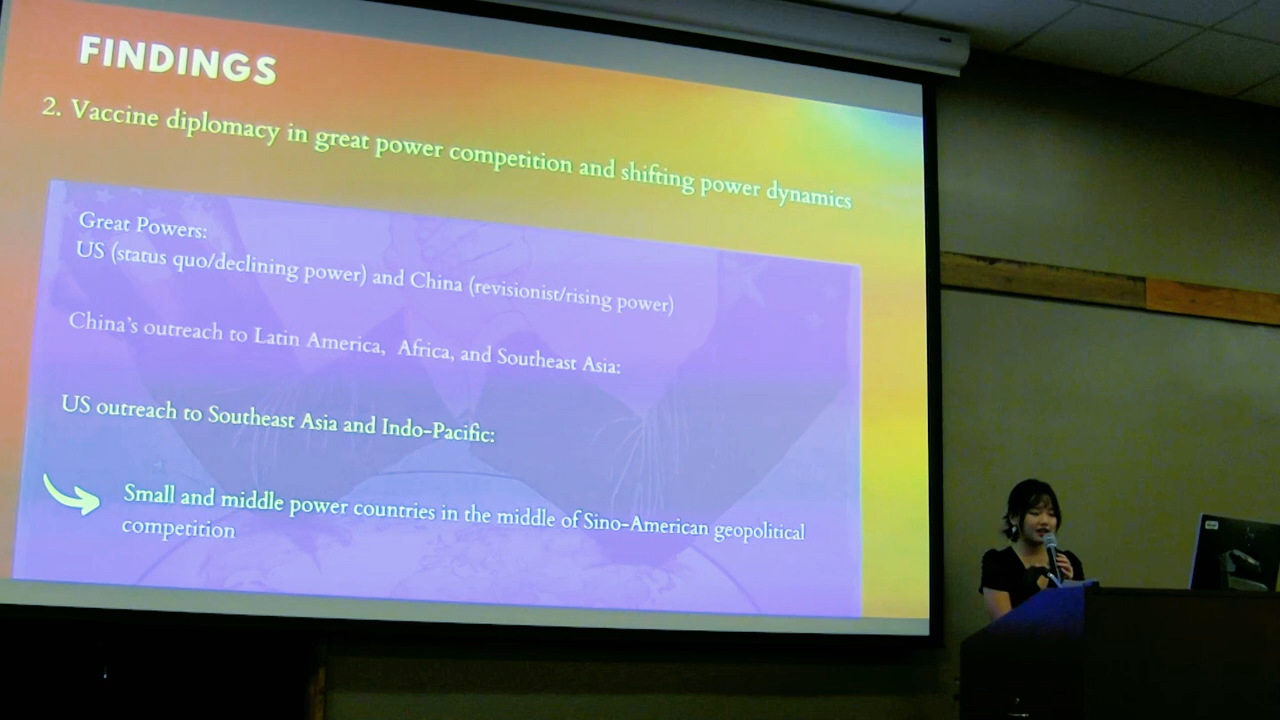 FINDINGS
2. Vaccine diplomacy in great power competition and shifting power dynamics
Great Powers:
US (status quo/declining power) and China (revisionist/rising power)
China's outreach to Latin America, Africa, and Southeast Asia:
US outreach to Southeast Asia and Indo-Pacific:
Small and middle power countries in the middle of Sino-American geopolitical
competition